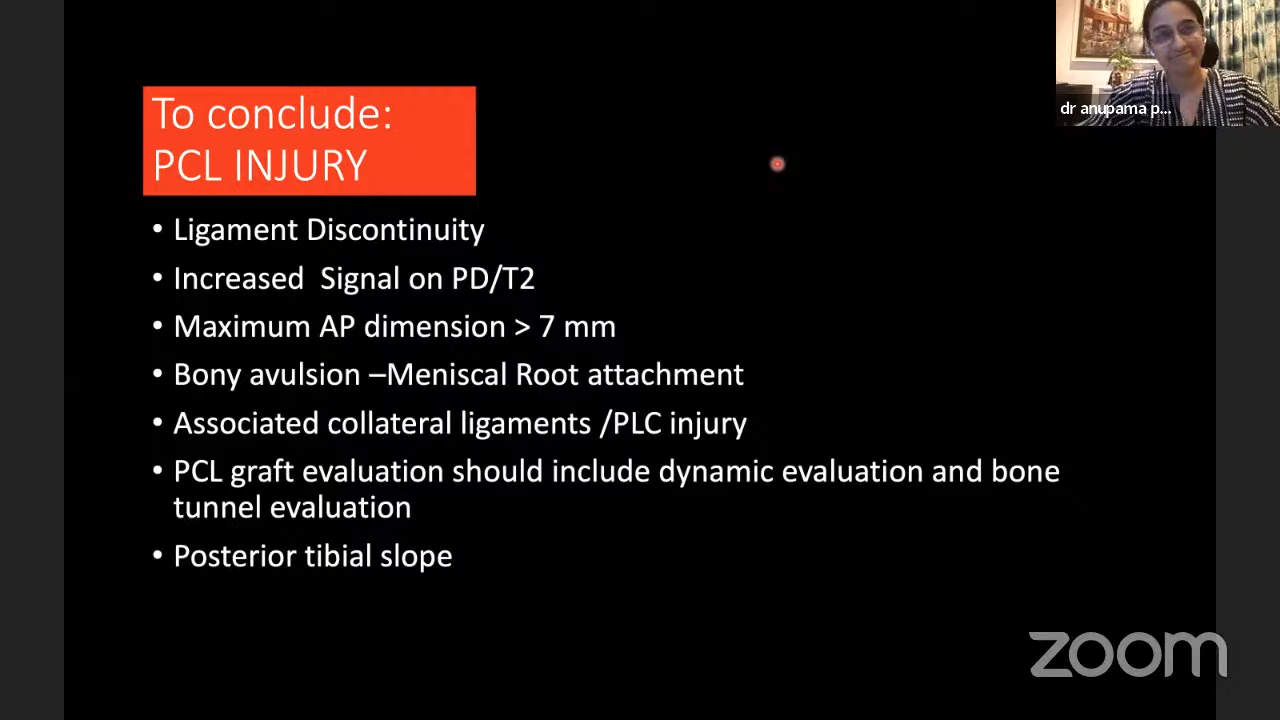 dr anupama p...
To conclude:
PCL INJURY
• Ligament Discontinuity
• Increased  Signal on PD/T2
• Maximum AP dimension > 7 mm
• Bony avulsion –Meniscal Root attachment
• Associated collateral ligaments /PLC injury
• PCL graft evaluation should include dynamic evaluation and bone
tunnel evaluation
• Posterior tibial slope
zoom